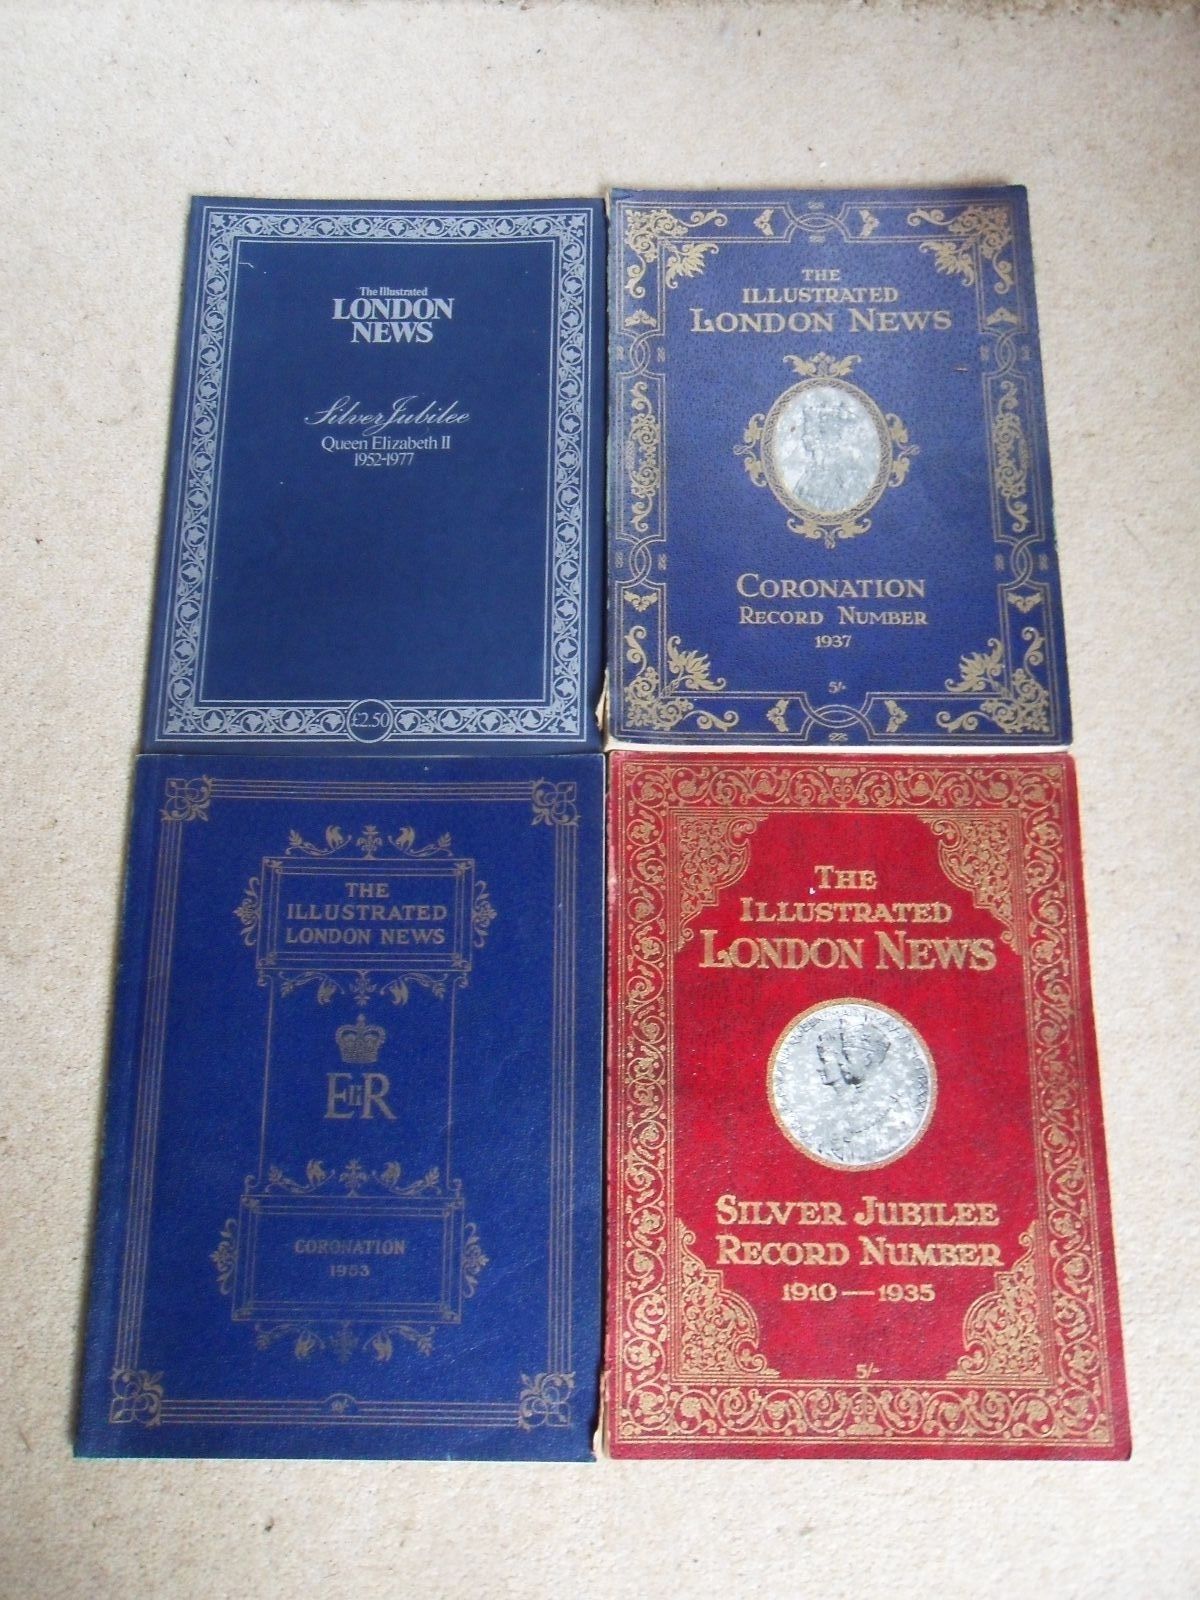 The Illustrated
LONDON
NEWS
Silver Jubilee
Queen Elizabeth II
1952-1977
£2.50
THE
ILLUSTRATED
LONDON NEWS
CORONATION
RECORD NUMBER
1937
5/-
THE
ILLUSTRATED
LONDON NEWS
EIIR
CORONATION
1953
THE
ILLUSTRATED
LONDON NEWS
SILVER JUBILEE
RECORD NUMBER
1910—1935
5/-